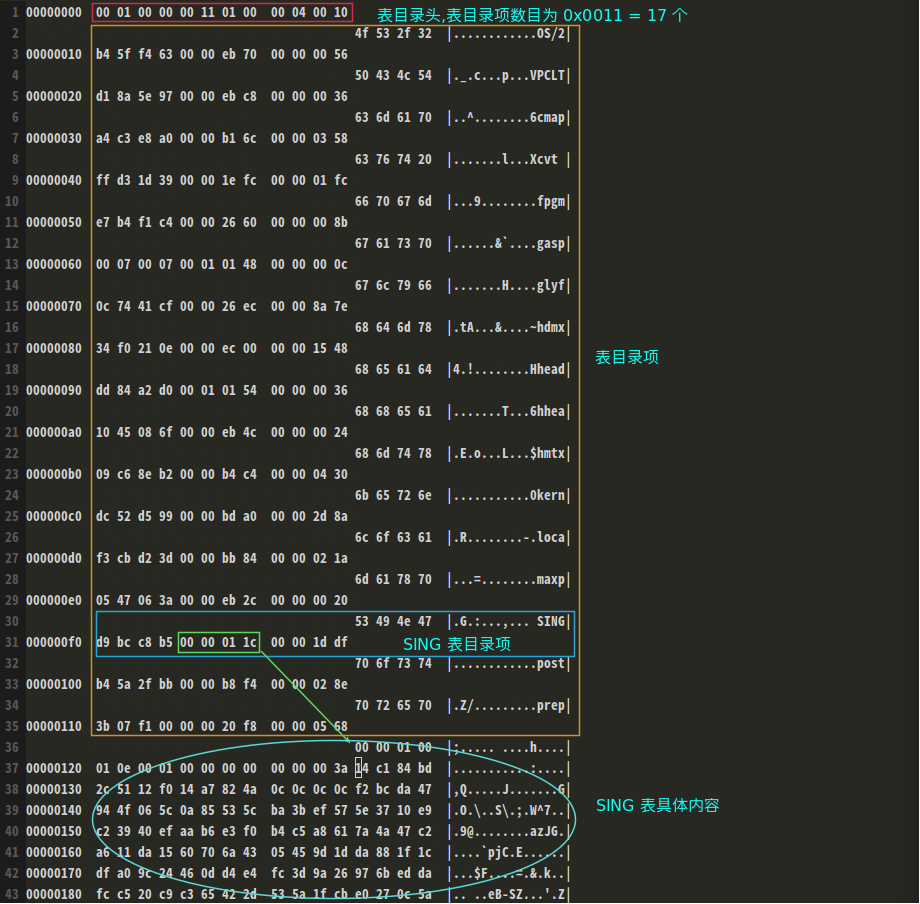 1 00000000 00 01 00 00 00 11 01 00 00 04 00 10 表目录头,表目录项数目为 0x0011 = 17 个
2 4f 53 2f 32 |............OS/2|
3 00000010 b4 5f f4 63 00 00 eb 70 00 00 00 56
4 50 43 4c 54 |._.c...p...VPCLT|
5 00000020 d1 8a 5e 97 00 00 eb c8 00 00 00 36
6 63 6d 61 70 |..^........6cmap|
7 00000030 a4 c3 e8 a0 00 00 b1 6c 00 00 03 58
8 63 76 74 20 |.......l...Xcvt |
9 00000040 ff d3 1d 39 00 00 1e fc 00 00 01 fc
10 66 70 67 6d |...9........fpgm|
11 00000050 e7 b4 f1 c4 00 00 26 60 00 00 00 8b
12 67 61 73 70 |......&`....gasp|
13 00000060 00 07 00 07 00 01 01 48 00 00 00 0c
14 67 6c 79 66 |.......H....glyf|
15 00000070 0c 74 41 cf 00 00 26 ec 00 00 8a 7e
16 68 64 6d 78 |.tA...&....~hdmx|
17 00000080 34 f0 21 0e 00 00 ec 00 00 00 15 48
表目录项
18 68 65 61 64 |4.!........Hhead|
19 00000090 dd 84 a2 d0 00 01 01 54 00 00 00 36
20 68 68 65 61 |.......T...6hhea|
21 000000a0 10 45 08 6f 00 00 eb 4c 00 00 00 24
22 68 6d 74 78 |.E.o...L...$hmtx|
23 000000b0 09 c6 8e b2 00 00 b4 c4 00 00 04 30
24 6b 65 72 6e |...........0kern|
25 000000c0 dc 52 d5 99 00 00 bd a0 00 00 2d 8a
26 6c 6f 63 61 |.R........-.loca|
27 000000d0 f3 cb d2 3d 00 00 bb 84 00 00 02 1a
28 6d 61 78 70 |...=........maxp|
29 000000e0 05 47 06 3a 00 00 eb 2c 00 00 00 20
30 53 49 4e 47 |.G.:...,... SING|
31 000000f0 d9 bc c8 b5 00 00 01 1c 00 00 1d df SING 表目录项
32 70 6f 73 74 |............post|
33 00000100 b4 5a 2f bb 00 00 b8 f4 00 00 02 8e
34 70 72 65 70 |.Z/.........prep|
35 00000110 3b 07 f1 00 00 00 20 f8 00 00 05 68
36 00 00 01 00 |;..... ....h....|
37 00000120 01 0e 00 01 00 00 00 00 00 00 00 3a 14 c1 84 bd |...........:....|
38 00000130 2c 51 12 f0 14 a7 82 4a 0c 0c 0c 0c f2 bc da 47 |,Q.....J.......G|
39 00000140 94 4f 06 5c 0a 85 53 5c ba 3b ef 57 5e 37 10 e9 |.O.\..S\.;.W^7..|
SING 表具体内容
40 00000150 c2 39 40 ef aa b6 e3 f0 b4 c5 a8 61 7a 4a 47 c2 |.9@........azJG.|
41 00000160 a6 11 da 15 60 70 6a 43 05 45 9d 1d da 88 1f 1c |....`pjC.E......|
42 00000170 df a0 9c 24 46 0d d4 e4 fc 3d 9a 26 97 6b ed da |...$F....=.&.k..|
43 00000180 fc c5 20 c9 c3 65 42 2d 53 5a 1f cb e0 27 0c 5a |.. ..eB-SZ...'.Z